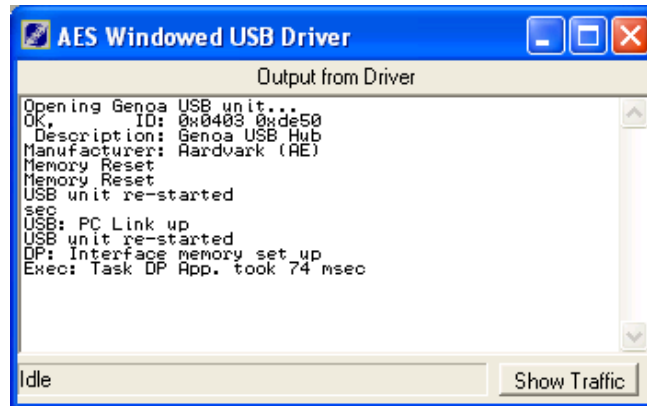 AES Windowed USB Driver
Output from Driver
Opening Genoa USB unit...
OK, ID: 0x0403 0xde50
Description: Genoa USB Hub
Manufacturer: Aardvark (AE)
Memory Reset
Memory Reset
USB unit re-started
sec
USB: PC Link up
USB unit re-started
DP: Interface memory set up
Exec: Task DP App. took 74 msec
Idle
Show Traffic